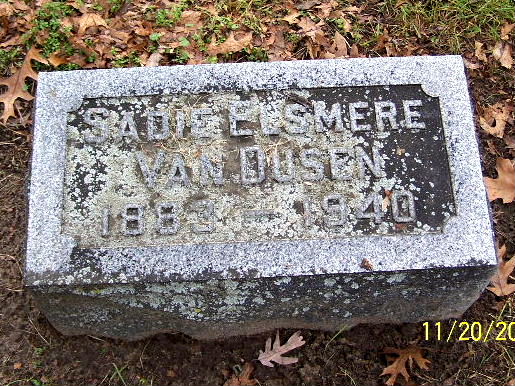 SADIE ELSMERE
VAN DUSEN
1883 — 1940
11/20/20